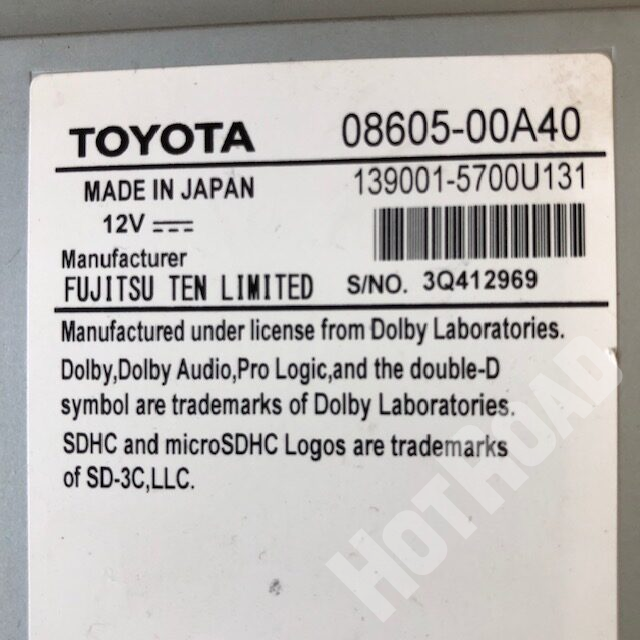 TOYOTA 08605-00A40
MADE IN JAPAN 139001-5700U131
12V
Manufacturer
FUJITSU TEN LIMITED S/NO. 3Q412969
Manufactured under license from Dolby Laboratories.
Dolby,Dolby Audio,Pro Logic,and the double-D
symbol are trademarks of Dolby Laboratories.
SDHC and microSDHC Logos are trademarks
of SD-3C,LLC.
HOTROAD